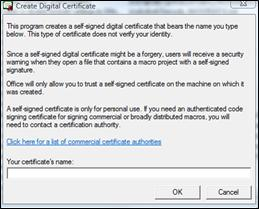 Create Digital Certificate
This program creates a self-signed digital certificate that bears the name you type
below. This type of certificate does not verify your identity.
Since a self-signed digital certificate might be a forgery, users will receive a security
warning when they open a file that contains a macro project with a self-signed
signature.
Office will only allow you to trust a self-signed certificate on the machine on which it
was created.
A self-signed certificate is only for personal use. If you need an authenticated code
signing certificate for signing commercial or broadly distributed macros, you will
need to contact a certification authority.
Click here for a list of commercial certificate authorities
Your certificate's name:
OK Cancel